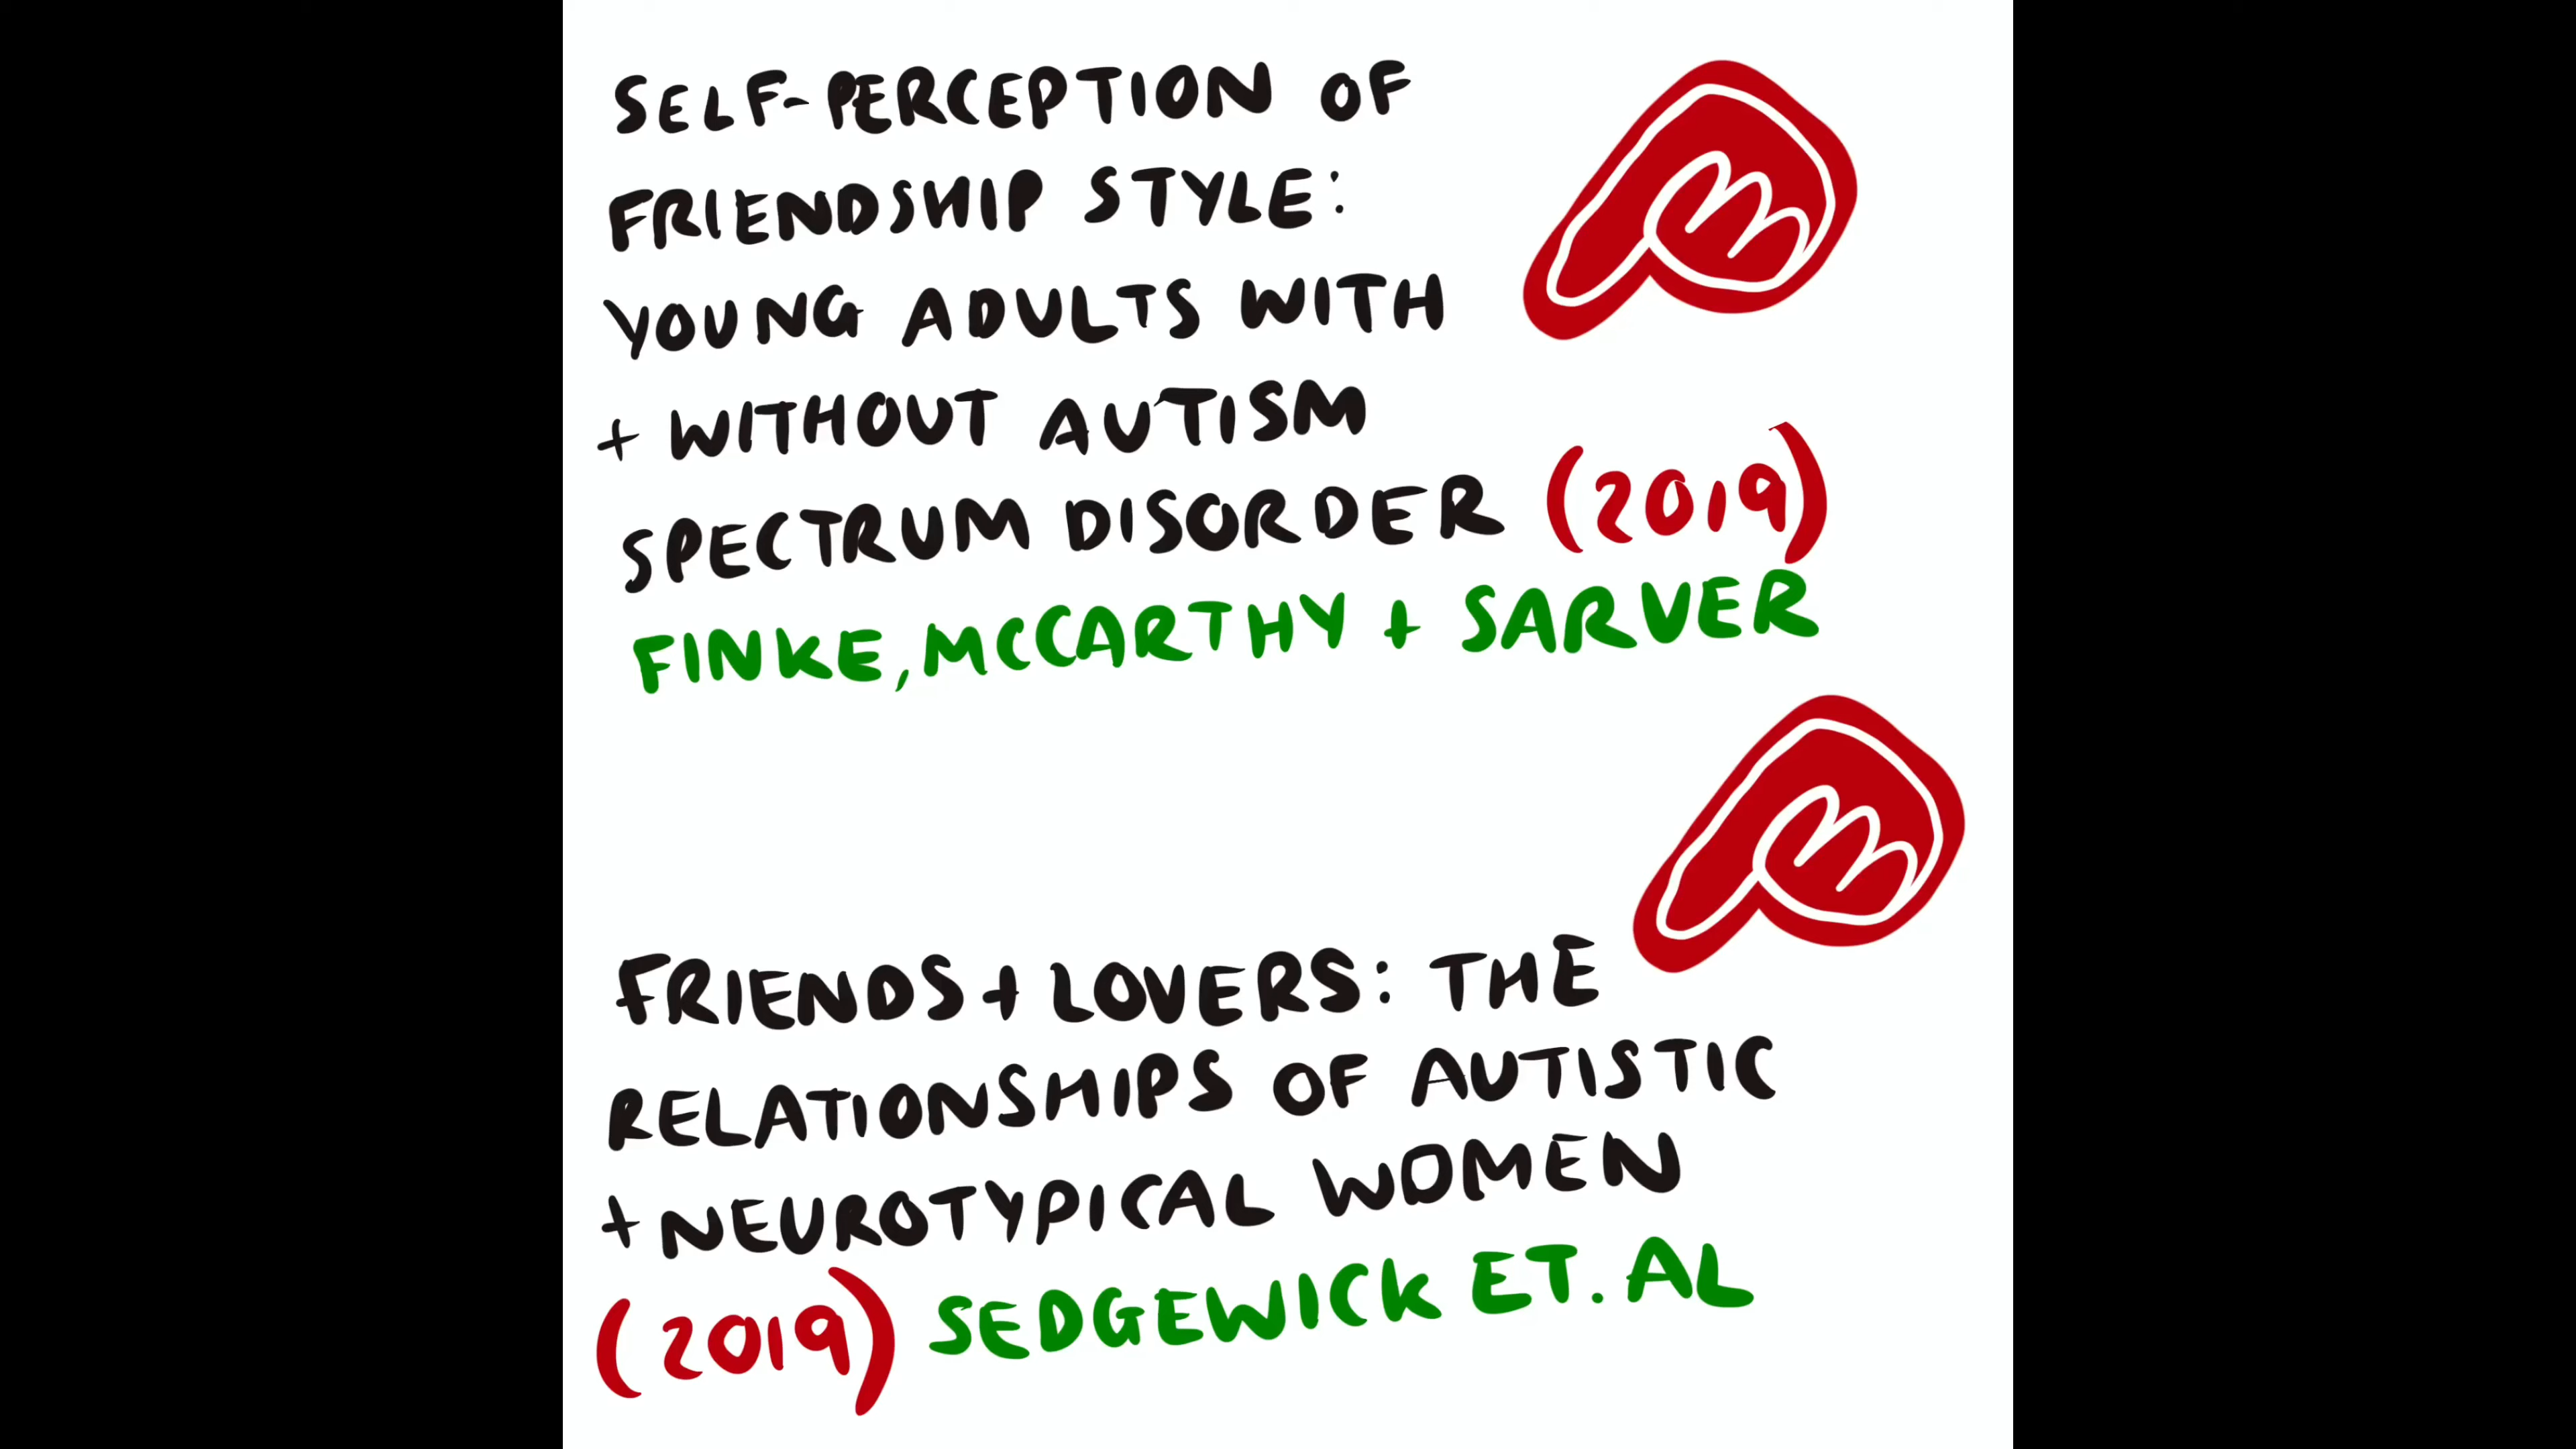 SELF-PERCEPTION OF
FRIENDSHIP STYLE:
YOUNG ADULTS WITH
+ WITHOUT AUTISM
SPECTRUM DISORDER (2019)
FINKE, MCCARTHY + SARVER
FRIENDS + LOVERS: THE
RELATIONSHIPS OF AUTISTIC
+ NEUROTYPICAL WOMEN
(2019) SEDGEWICK ET. AL